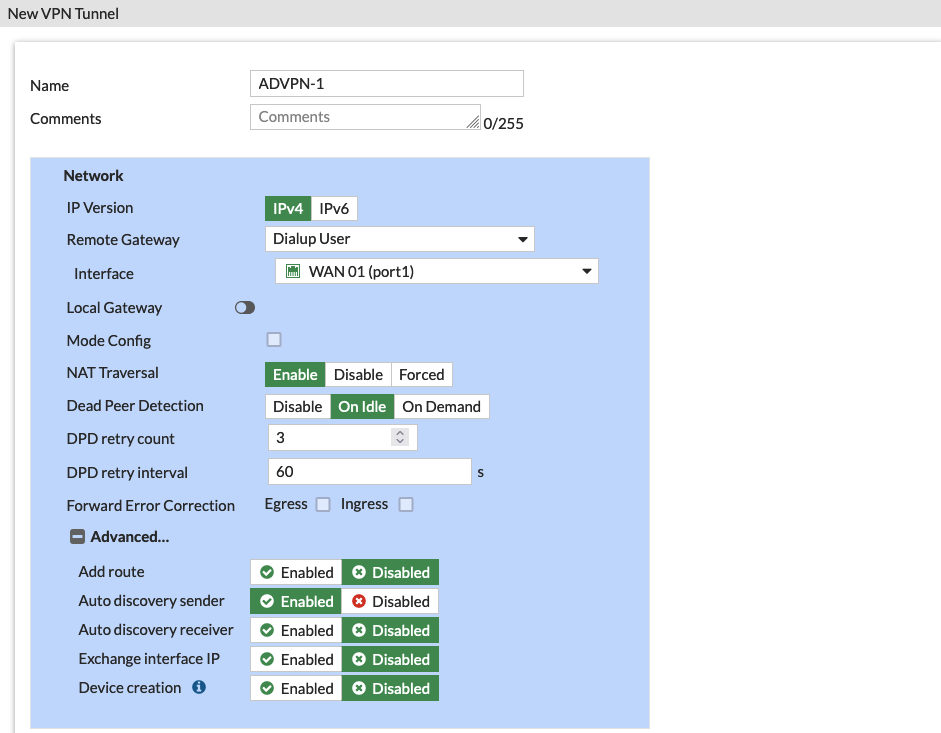 New VPN Tunnel
Name ADVPN-1
Comments Comments 0/255
Network
IP Version IPv4 IPv6
Remote Gateway Dialup User
Interface WAN 01 (port1)
Local Gateway
Mode Config
NAT Traversal Enable Disable Forced
Dead Peer Detection Disable On Idle On Demand
DPD retry count 3
DPD retry interval 60 s
Forward Error Correction Egress Ingress
Advanced...
Add route Enabled Disabled
Auto discovery sender Enabled Disabled
Auto discovery receiver Enabled Disabled
Exchange interface IP Enabled Disabled
Device creation Enabled Disabled